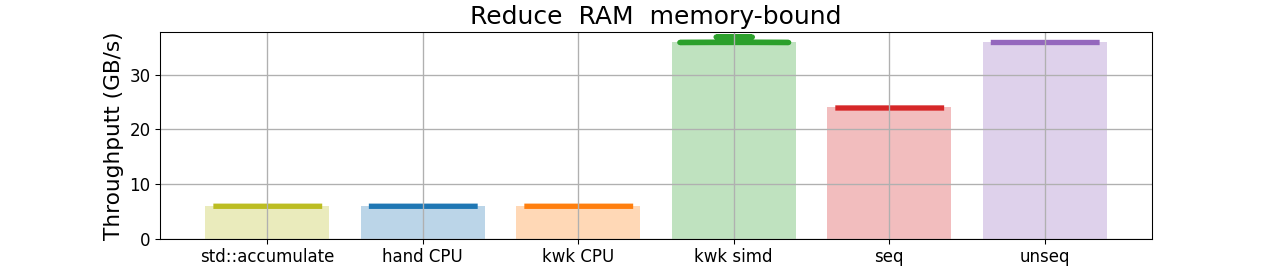 Reduce RAM memory-bound
Throughputt (GB/s)
30
20
10
0
std::accumulate
hand CPU
kwk CPU
kwk simd
seq
unseq